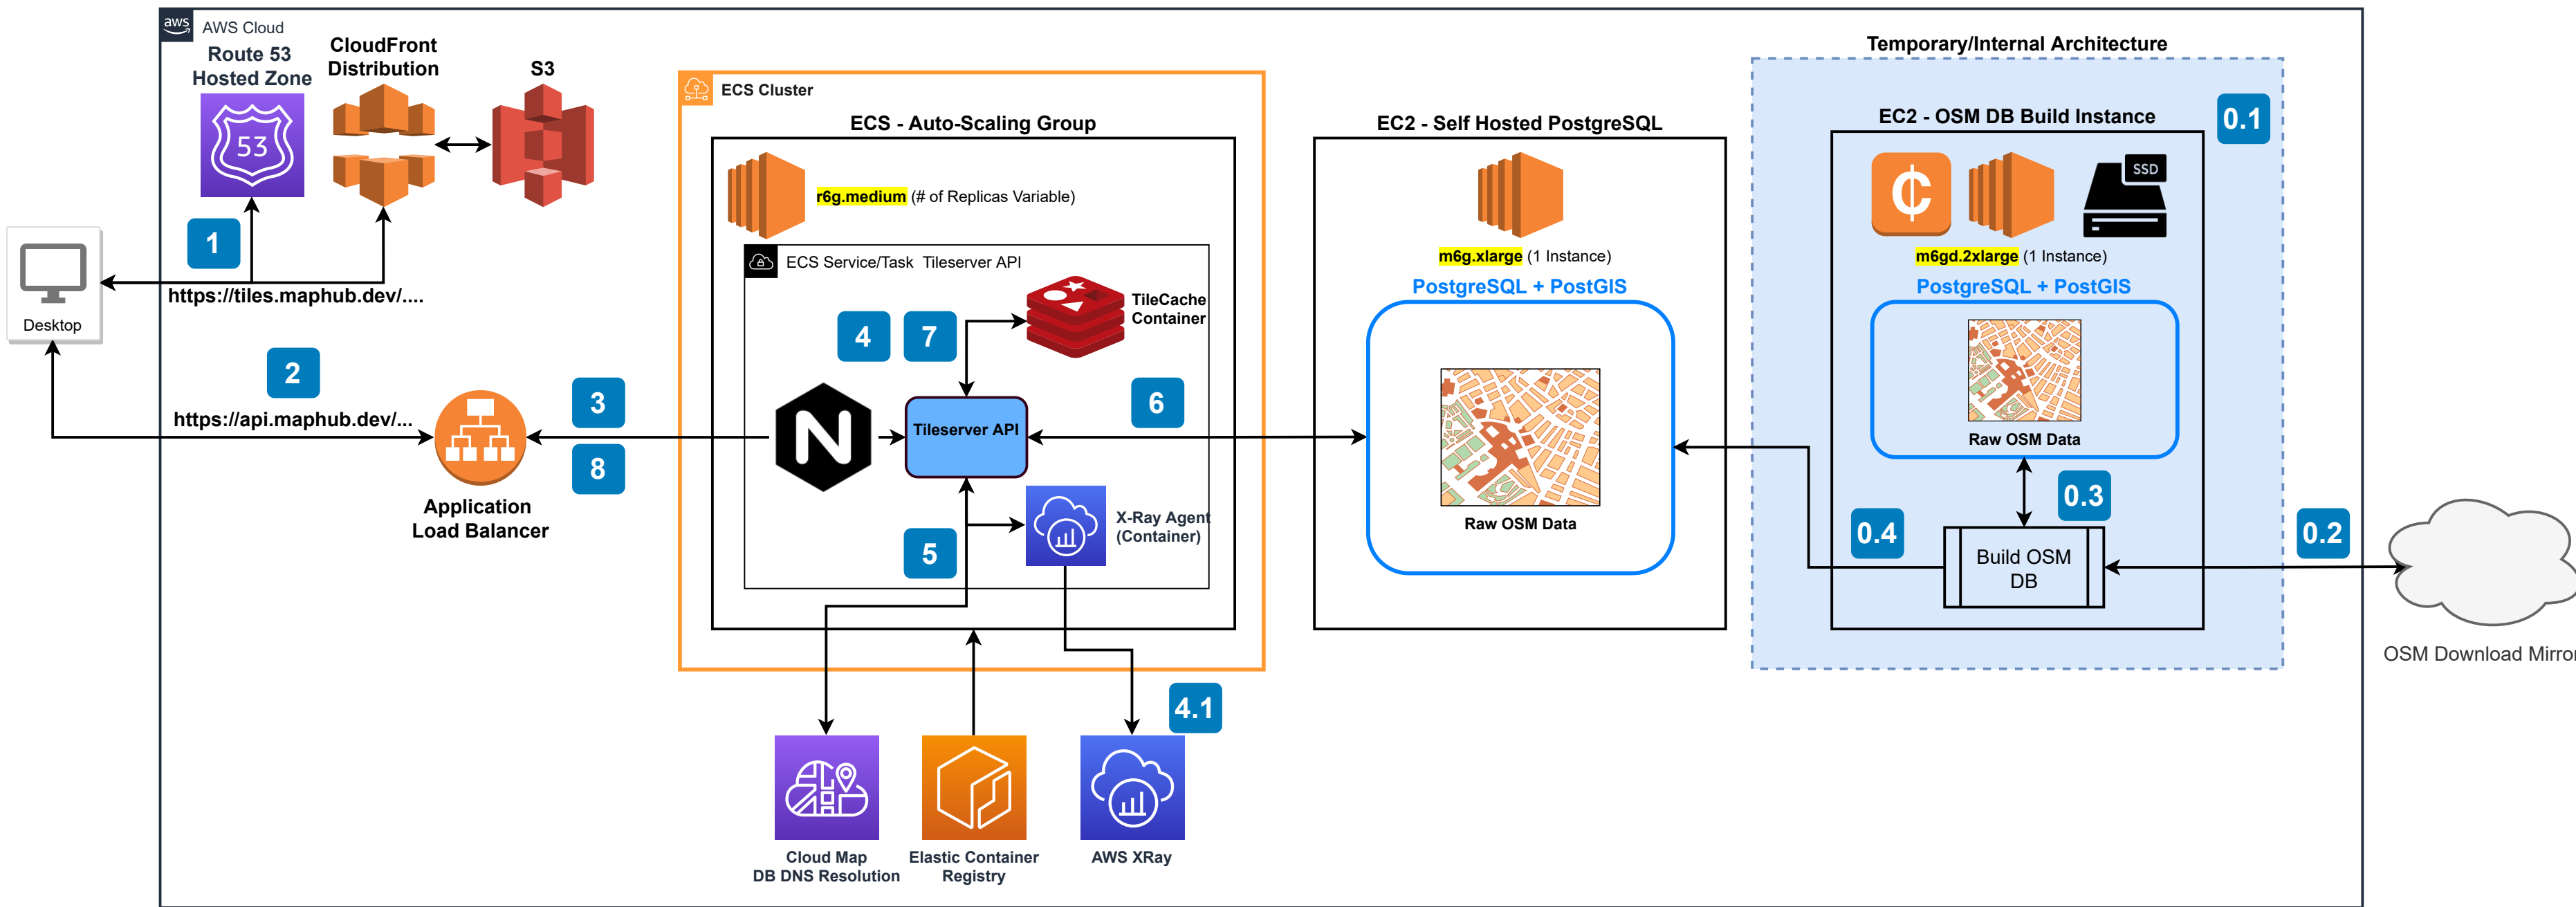 aws
AWS Cloud
Route 53
Hosted Zone
53
CloudFront
Distribution
S3
1
https://tiles.maphub.dev/....
Desktop
2
https://api.maphub.dev/...
Application
Load Balancer
3
8
ECS Cluster
ECS - Auto-Scaling Group
r6g.medium (# of Replicas Variable)
ECS Service/Task Tileserver API
TileCache
Container
4
7
N
Tileserver API
6
5
X-Ray Agent
(Container)
4.1
Cloud Map
DB DNS Resolution
Elastic Container
Registry
AWS XRay
EC2 - Self Hosted PostgreSQL
m6g.xlarge (1 Instance)
PostgreSQL + PostGIS
Raw OSM Data
Temporary/Internal Architecture
0.1
EC2 - OSM DB Build Instance
¢
SSD
m6gd.2xlarge (1 Instance)
PostgreSQL + PostGIS
Raw OSM Data
0.3
0.4
Build OSM
DB
0.2
OSM Download Mirror